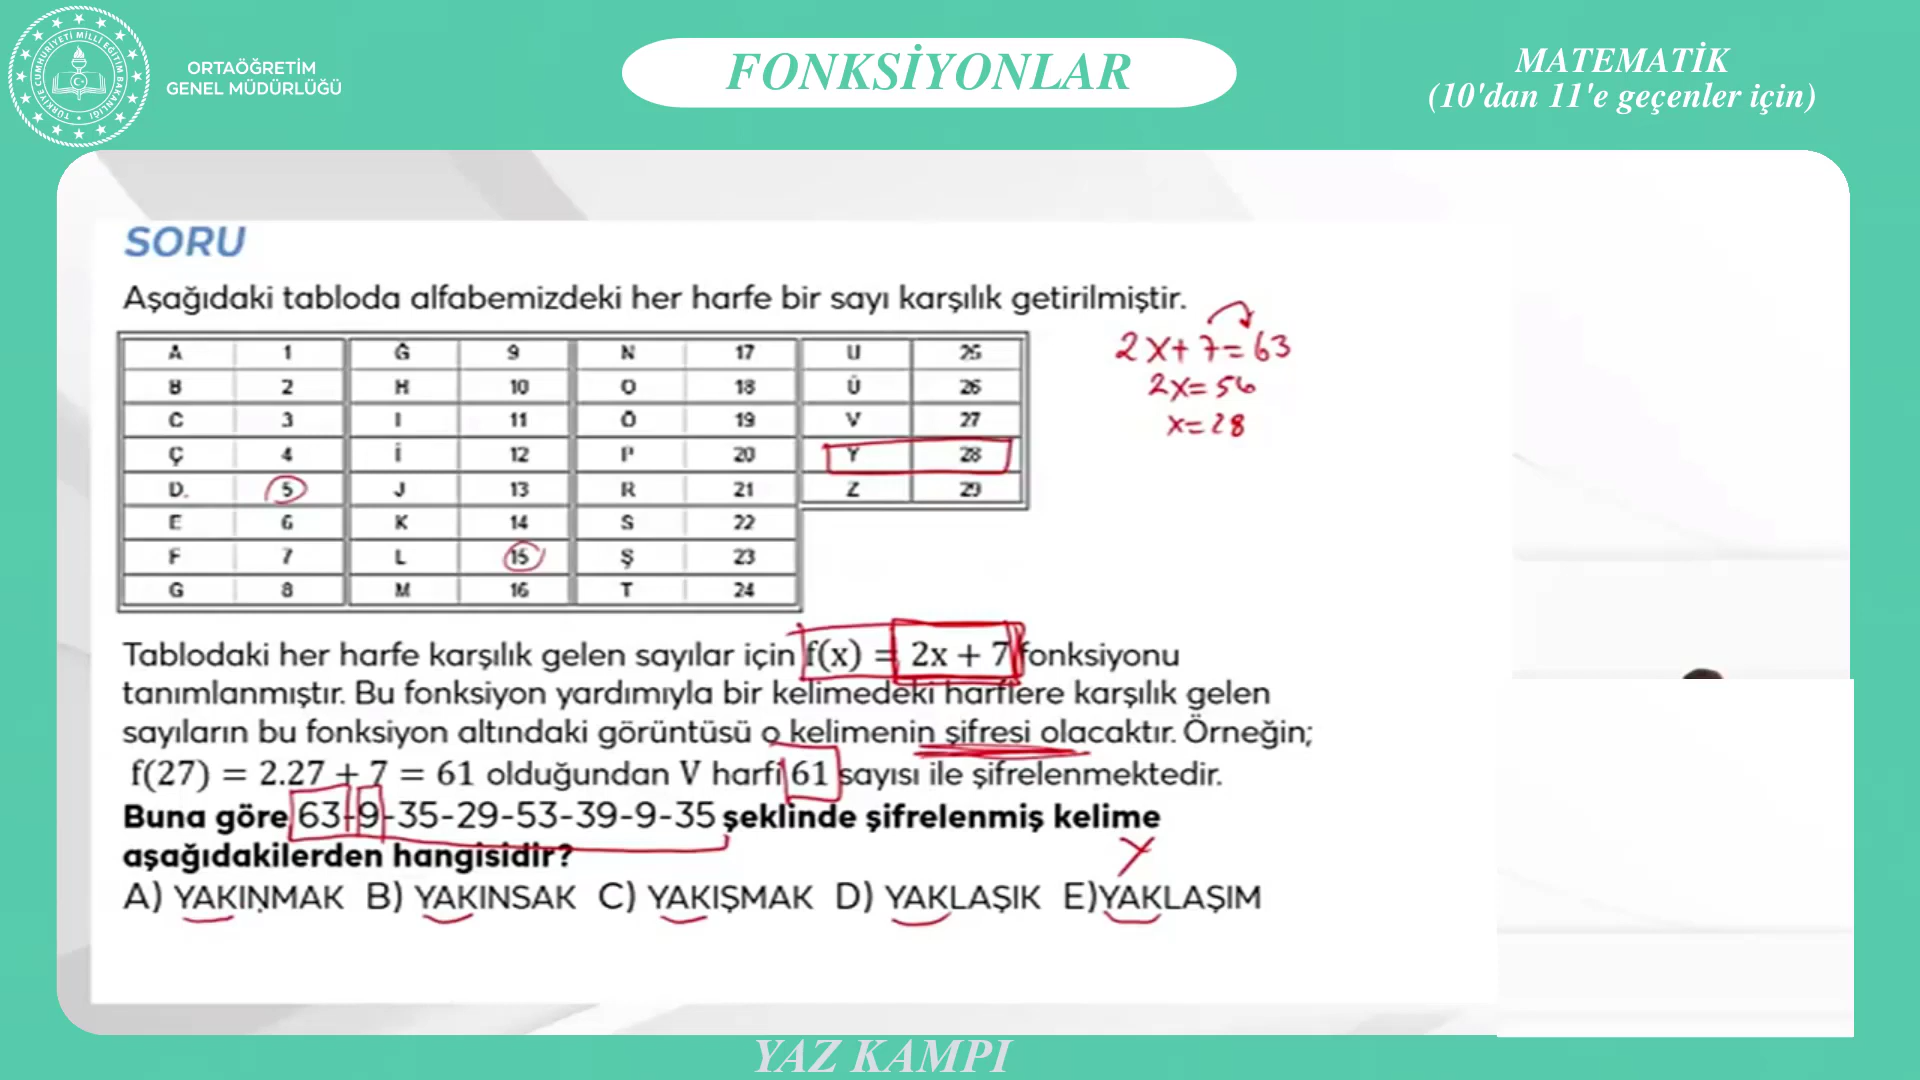 T.C. MİLLÎ EĞİTİM BAKANLIĞI
ORTAÖĞRETİM
GENEL MÜDÜRLÜĞÜ
FONKSİYONLAR
MATEMATİK
(10'dan 11'e geçenler için)
SORU
Aşağıdaki tabloda alfabemizdeki her harfe bir sayı karşılık getirilmiştir.
A 1 Ğ 9 N 17 U 25
B 2 H 10 O 18 Ü 26
C 3 I 11 Ö 19 V 27
Ç 4 İ 12 P 20 Y 28
D. 5 J 13 R 21 Z 29
E 6 K 14 S 22
F 7 L 15 Ş 23
G 8 M 16 T 24
2x+7=63
2x=56
x=28
Tablodaki her harfe karşılık gelen sayılar için f(x) = 2x + 7 fonksiyonu
tanımlanmıştır. Bu fonksiyon yardımıyla bir kelimedeki harflere karşılık gelen
sayıların bu fonksiyon altındaki görüntüsü o kelimenin şifresi olacaktır. Örneğin;
f(27) = 2.27 + 7 = 61 olduğundan V harfi 61 sayısı ile şifrelenmektedir.
Buna göre 63-9-35-29-53-39-9-35 şeklinde şifrelenmiş kelime
aşağıdakilerden hangisidir?
Y
A) YAKINMAK B) YAKINSAK C) YAKIŞMAK D) YAKLAŞIK E)YAKLAŞIM
YAZ KAMPI